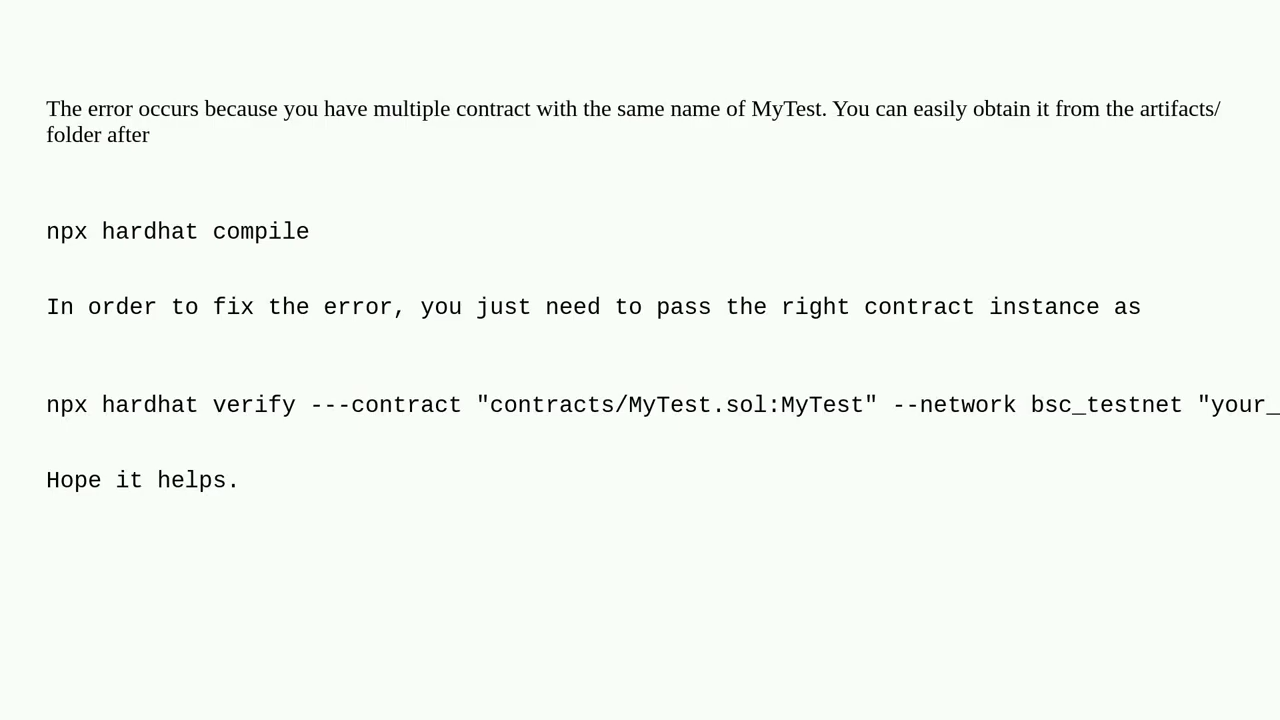 The error occurs because you have multiple contract with the same name of MyTest. You can easily obtain it from the artifacts/
folder after
npx hardhat compile
In order to fix the error, you just need to pass the right contract instance as
npx hardhat verify ---contract "contracts/MyTest.sol:MyTest" --network bsc_testnet "your_
Hope it helps.